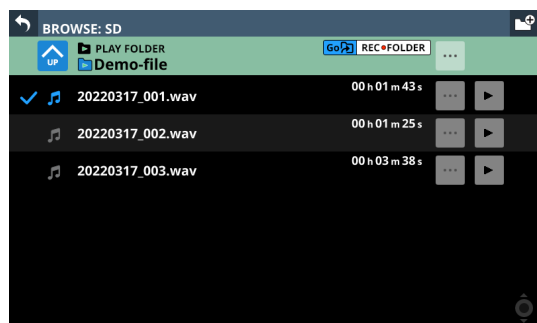 BROWSE: SD
UP
PLAY FOLDER
Demo-file
Go REC●FOLDER
...
20220317_001.wav 00 h 01 m 43 s ...
20220317_002.wav 00 h 01 m 25 s ...
20220317_003.wav 00 h 03 m 38 s ...